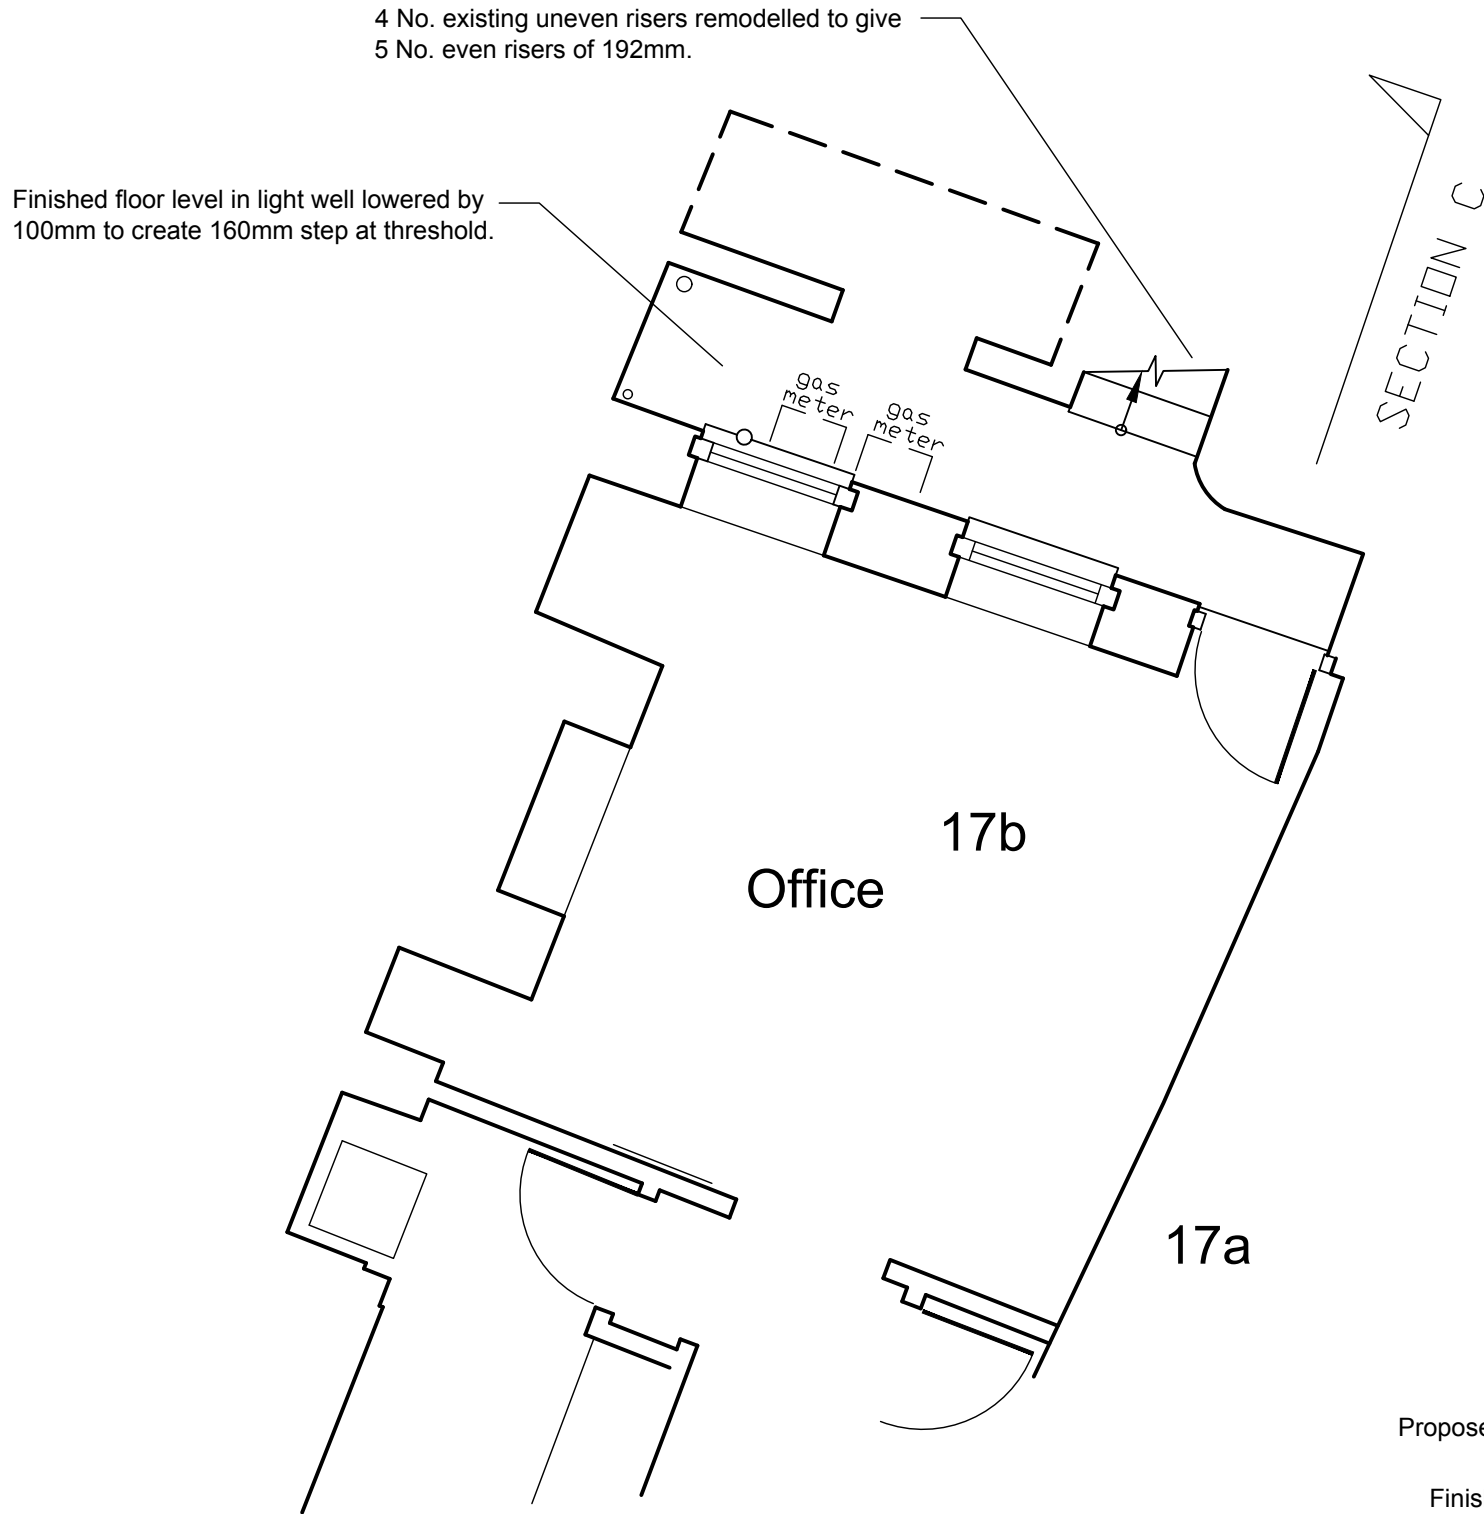 4 No. existing uneven risers remodelled to give
5 No. even risers of 192mm.
Finished floor level in light well lowered by
100mm to create 160mm step at threshold.
SECTION C
gas
meter
gas
meter
17b
Office
17a
Propose
Finis